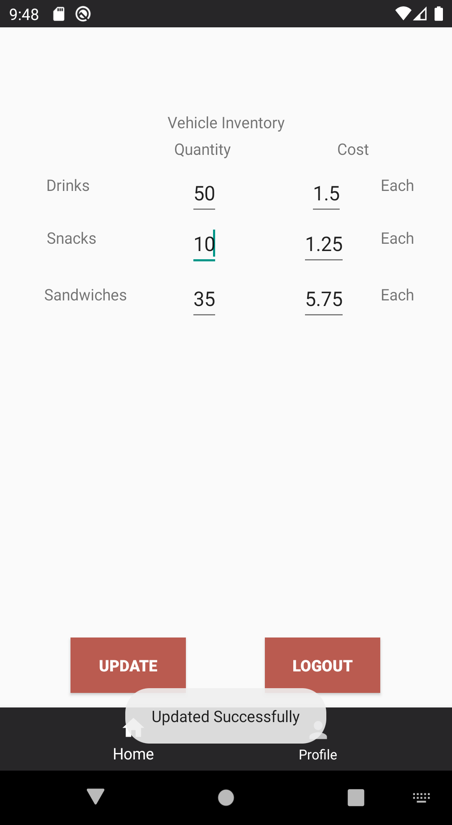 9:48
Vehicle Inventory
Quantity Cost
Drinks 50 1.5 Each
Snacks 10 1.25 Each
Sandwiches 35 5.75 Each
UPDATE LOGOUT
Updated Successfully
Home Profile